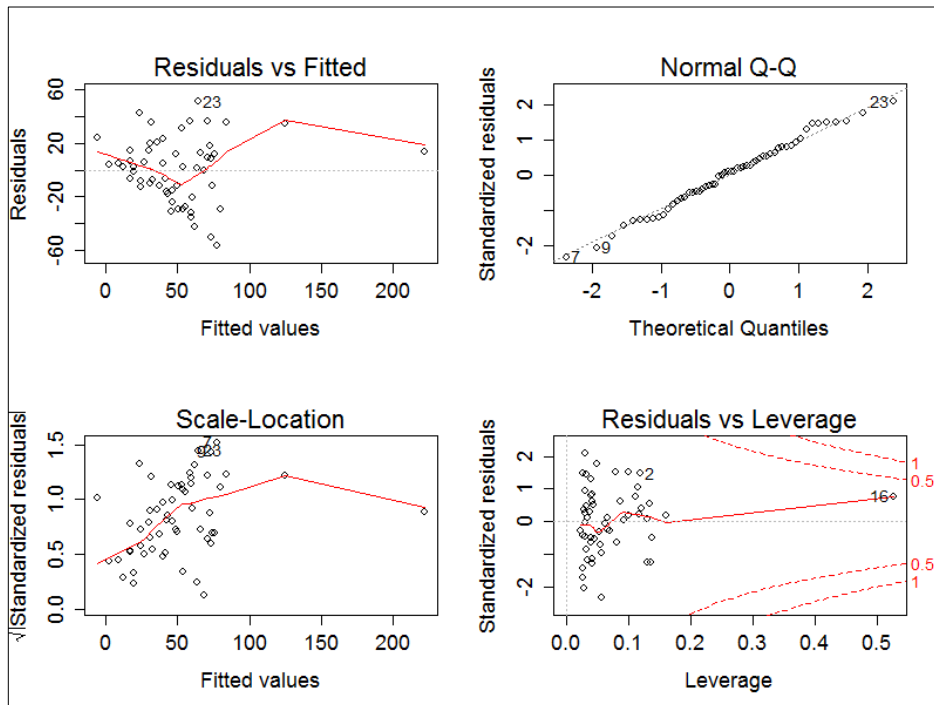 Residuals vs Fitted
Residuals
60
20
-20
-60
23
0 50 100 150 200
Fitted values
Normal Q-Q
Standardized residuals
2
1
0
-2
23
9
7
-2 -1 0 1 2
Theoretical Quantiles
Scale-Location
√|Standardized residuals|
1.5
1.0
0.5
0.0
7
9
23
0 50 100 150 200
Fitted values
Residuals vs Leverage
Standardized residuals
2
1
0
-2
2
16
1
0.5
0.5
1
0.0 0.1 0.2 0.3 0.4 0.5
Leverage